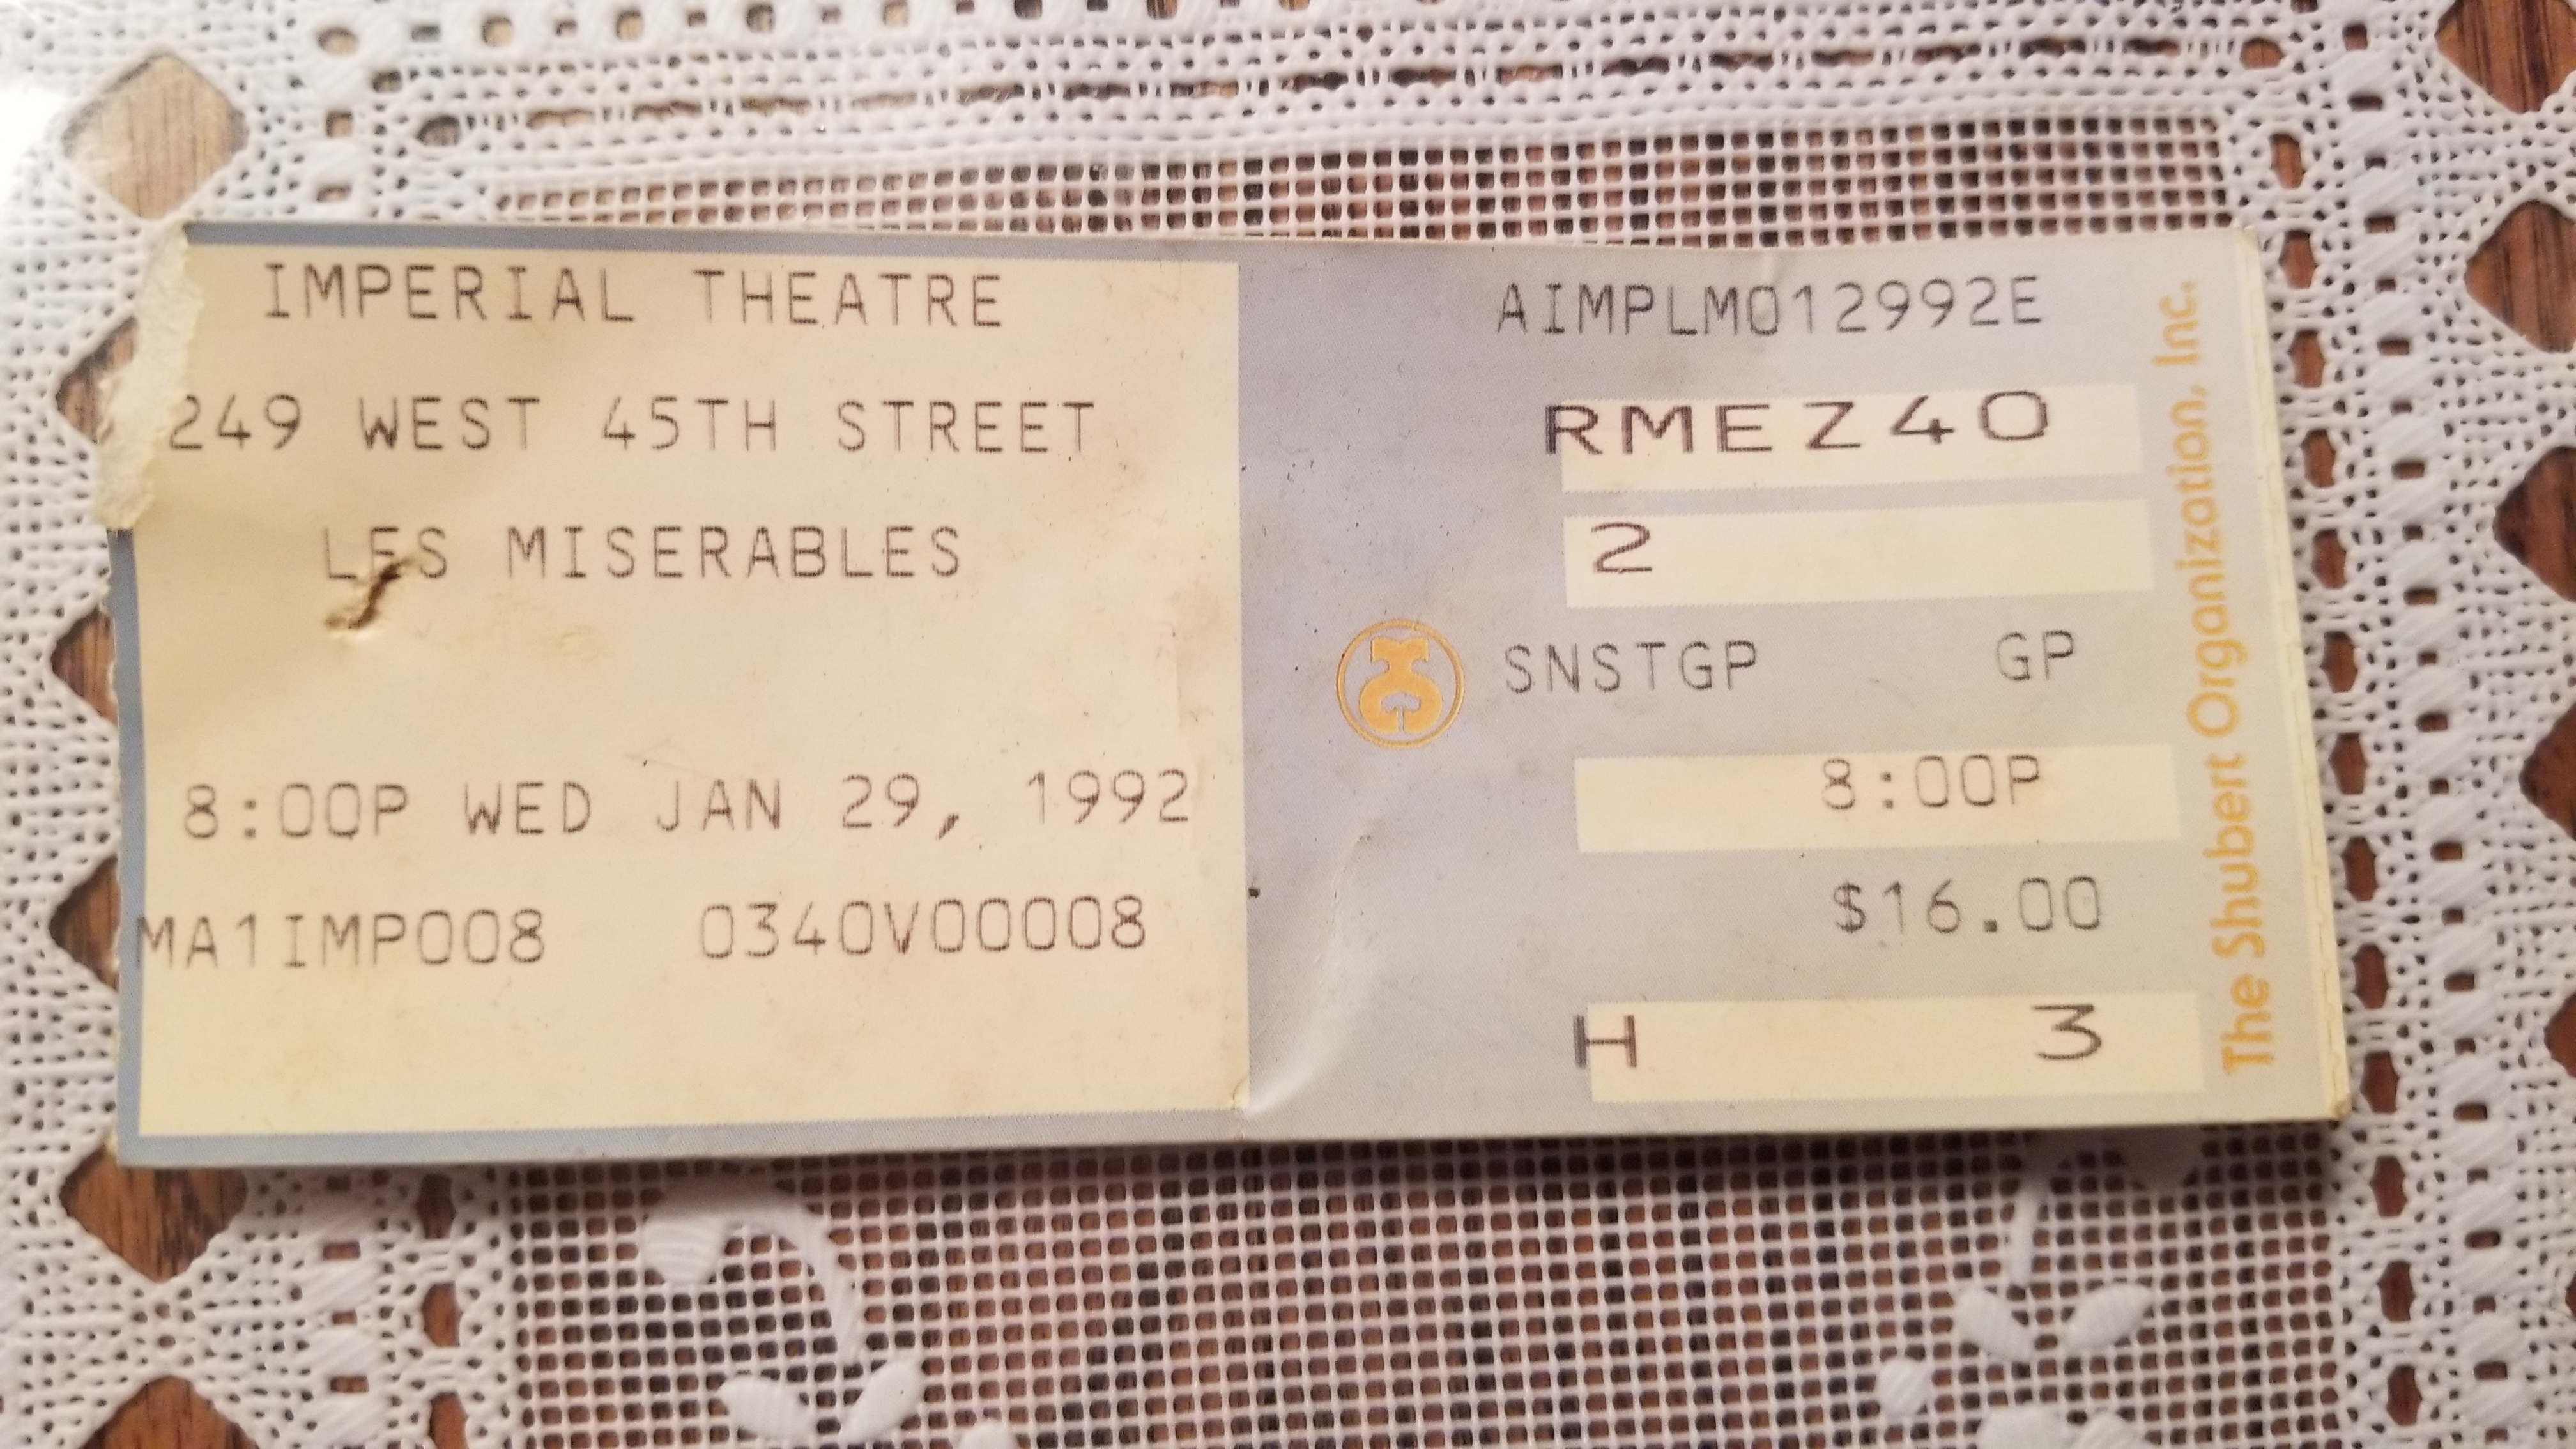 IMPERIAL THEATRE
249 WEST 45TH STREET
LES MISERABLES
8:00P WED JAN 29, 1992
MA1IMP008 0340V00008
AIMPLM012992E
RMEZ40
2
SNSTGP GP
8:00P
$16.00
H 3
The Shubert Organization, Inc.